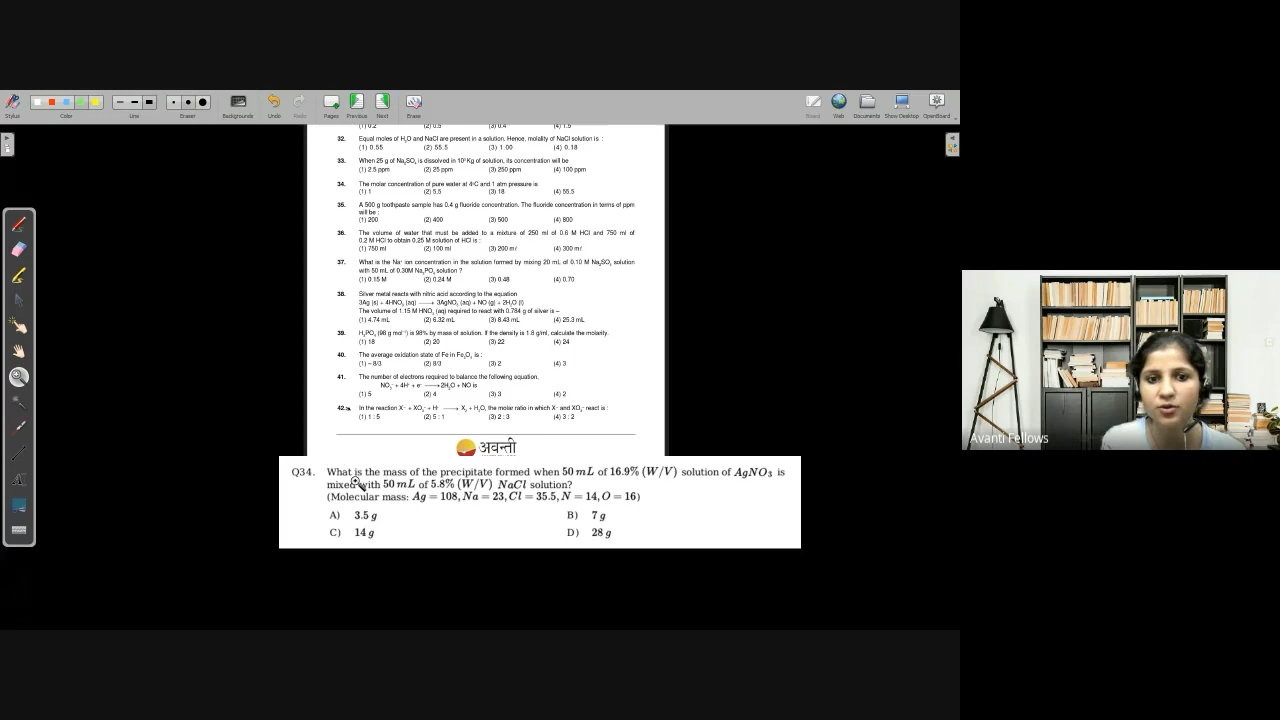 Stylus
Color
Line
Eraser
Backgrounds
Undo
Redo
Pages
Previous
Next
Erase
Board
Web
Documents
Show Desktop
OpenBoard
(1) 0.2 (2) 0.5 (3) 0.4 (4) 1.5
32. Equal moles of H₂O and NaCl are present in a solution. Hence, molality of NaCl solution is :
(1) 0.55 (2) 55.5 (3) 1.00 (4) 0.18
33. When 25 g of Na₂SO₄ is dissolved in 10³Kg of solution, its concentration will be
(1) 2.5 ppm (2) 25 ppm (3) 250 ppm (4) 100 ppm
34. The molar concentration of pure water at 4ºC and 1 atm pressure is
(1) 1 (2) 5.5 (3) 18 (4) 55.5
35. A 500 g toothpaste sample has 0.4 g fluoride concentration. The fluoride concentration in terms of ppm
will be :
(1) 200 (2) 400 (3) 500 (4) 800
36. The volume of water that must be added to a mixture of 250 ml of 0.6 M HCl and 750 ml of
0.2 M HCl to obtain 0.25 M solution of HCl is :
(1) 750 ml (2) 100 ml (3) 200 mℓ (4) 300 mℓ
37. What is the Na⁺ ion concentration in the solution formed by mixing 20 mL of 0.10 M Na₂SO₄ solution
with 50 mL of 0.30M Na₃PO₄ solution ?
(1) 0.15 M (2) 0.24 M (3) 0.48 (4) 0.70
38. Silver metal reacts with nitric acid according to the equation
3Ag (s) + 4HNO₃ (aq) ⟶ 3AgNO₃ (aq) + NO (g) + 2H₂O (l)
The volume of 1.15 M HNO₃ (aq) required to react with 0.784 g of silver is –
(1) 4.74 mL (2) 6.32 mL (3) 8.43 mL (4) 25.3 mL
39. H₃PO₄ (98 g mol⁻¹) is 98% by mass of solution. If the density is 1.8 g/ml, calculate the molarity.
(1) 18 (2) 20 (3) 22 (4) 24
40. The average oxidation state of Fe in Fe₃O₄ is :
(1) – 8/3 (2) 8/3 (3) 2 (4) 3
41. The number of electrons required to balance the following equation,
NO₃⁻ + 4H⁺ + e⁻ ⟶ 2H₂O + NO is
(1) 5 (2) 4 (3) 3 (4) 2
42. In the reaction X⁻ + XO₃⁻ + H⁺ ⟶ X₂ + H₂O, the molar ratio in which X⁻ and XO₃⁻ react is :
(1) 1 : 5 (2) 5 : 1 (3) 2 : 3 (4) 3 : 2
अवन्ती
Q34. What is the mass of the precipitate formed when 50 mL of 16.9% (W/V) solution of AgNO₃ is
mixed with 50 mL of 5.8% (W/V) NaCl solution?
(Molecular mass: Ag = 108, Na = 23, Cl = 35.5, N = 14, O = 16)
A) 3.5 g B) 7 g
C) 14 g D) 28 g
Avanti Fellows